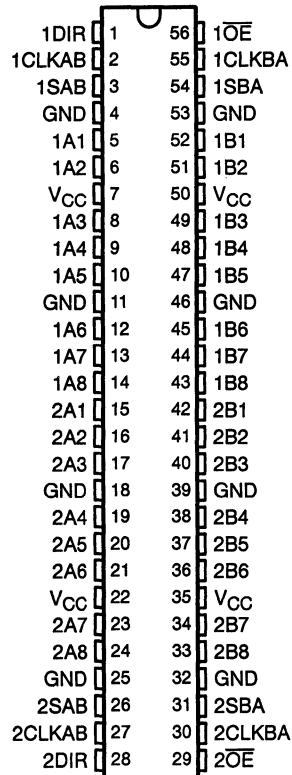 1DIR 1 56 1O̅E̅
1CLKAB 2 55 1CLKBA
1SAB 3 54 1SBA
GND 4 53 GND
1A1 5 52 1B1
1A2 6 51 1B2
VCC 7 50 VCC
1A3 8 49 1B3
1A4 9 48 1B4
1A5 10 47 1B5
GND 11 46 GND
1A6 12 45 1B6
1A7 13 44 1B7
1A8 14 43 1B8
2A1 15 42 2B1
2A2 16 41 2B2
2A3 17 40 2B3
GND 18 39 GND
2A4 19 38 2B4
2A5 20 37 2B5
2A6 21 36 2B6
VCC 22 35 VCC
2A7 23 34 2B7
2A8 24 33 2B8
GND 25 32 GND
2SAB 26 31 2SBA
2CLKAB 27 30 2CLKBA
2DIR 28 29 2O̅E̅